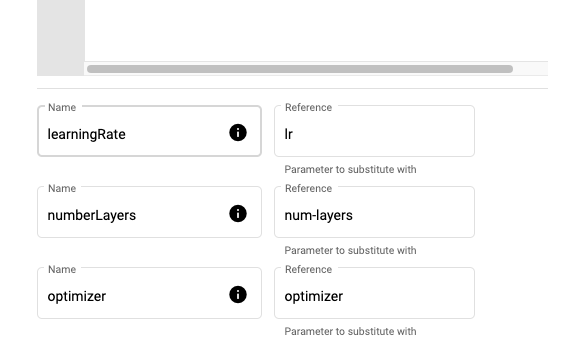 Name Reference
learningRate lr
Parameter to substitute with
Name Reference
numberLayers num-layers
Parameter to substitute with
Name Reference
optimizer optimizer
Parameter to substitute with